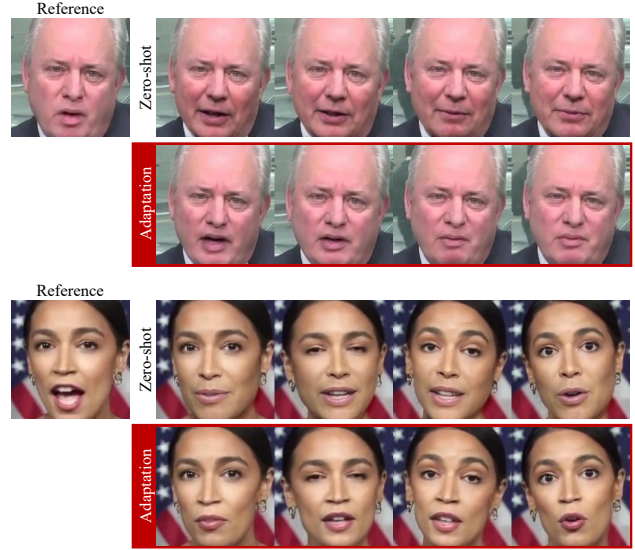 Reference
Zero-shot
Adaptation
Reference
Zero-shot
Adaptation